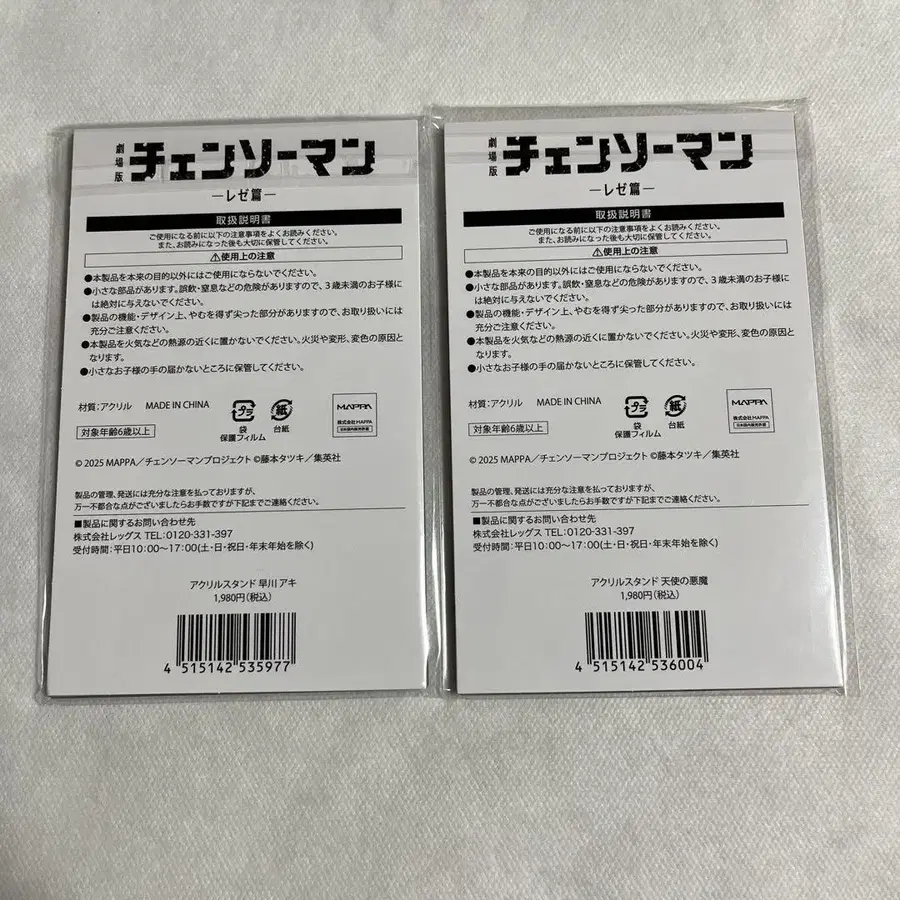 劇場版
チェンソーマン
―レゼ篇―
取扱説明書
ご使用になる前に以下の注意事項をよくお読みください。
また、お読みになった後も大切に保管してください。
⚠使用上の注意
●本製品を本来の目的以外にはご使用にならないでください。
●小さな部品があります。誤飲・窒息などの危険がありますので、3歳未満のお子様に
は絶対に与えないでください。
●製品の機能・デザイン上、やむを得ず尖った部分がありますので、お取り扱いには
充分ご注意ください。
●本製品を火気などの熱源の近くに置かないでください。火災や変形、変色の原因と
なります。
●小さなお子様の手の届かないところに保管してください。
材質:アクリル MADE IN CHINA
対象年齢6歳以上
プラ
袋
保護フィルム
紙
台紙
MAPPA
株式会社MAPPA
日本国内販売許諾
© 2025 MAPPA/チェンソーマンプロジェクト ©藤本タツキ/集英社
製品の管理、発送には充分な注意を払っておりますが、
万一不都合な点がございましたらお手数ですが下記までご連絡ください。
■製品に関するお問い合わせ先
株式会社レッグス TEL:0120-331-397
受付時間:平日10:00〜17:00(土・日・祝日・年末年始を除く)
アクリルスタンド 早川 アキ
1,980円(税込)
4 515142 535977
劇場版
チェンソーマン
―レゼ篇―
取扱説明書
ご使用になる前に以下の注意事項をよくお読みください。
また、お読みになった後も大切に保管してください。
⚠使用上の注意
●本製品を本来の目的以外にはご使用にならないでください。
●小さな部品があります。誤飲・窒息などの危険がありますので、3歳未満のお子様に
は絶対に与えないでください。
●製品の機能・デザイン上、やむを得ず尖った部分がありますので、お取り扱いには
充分ご注意ください。
●本製品を火気などの熱源の近くに置かないでください。火災や変形、変色の原因と
なります。
●小さなお子様の手の届かないところに保管してください。
材質:アクリル MADE IN CHINA
対象年齢6歳以上
プラ
袋
保護フィルム
紙
台紙
MAPPA
株式会社MAPPA
日本国内販売許諾
© 2025 MAPPA/チェンソーマンプロジェクト ©藤本タツキ/集英社
製品の管理、発送には充分な注意を払っておりますが、
万一不都合な点がございましたらお手数ですが下記までご連絡ください。
■製品に関するお問い合わせ先
株式会社レッグス TEL:0120-331-397
受付時間:平日10:00〜17:00(土・日・祝日・年末年始を除く)
アクリルスタンド 天使の悪魔
1,980円(税込)
4 515142 536004